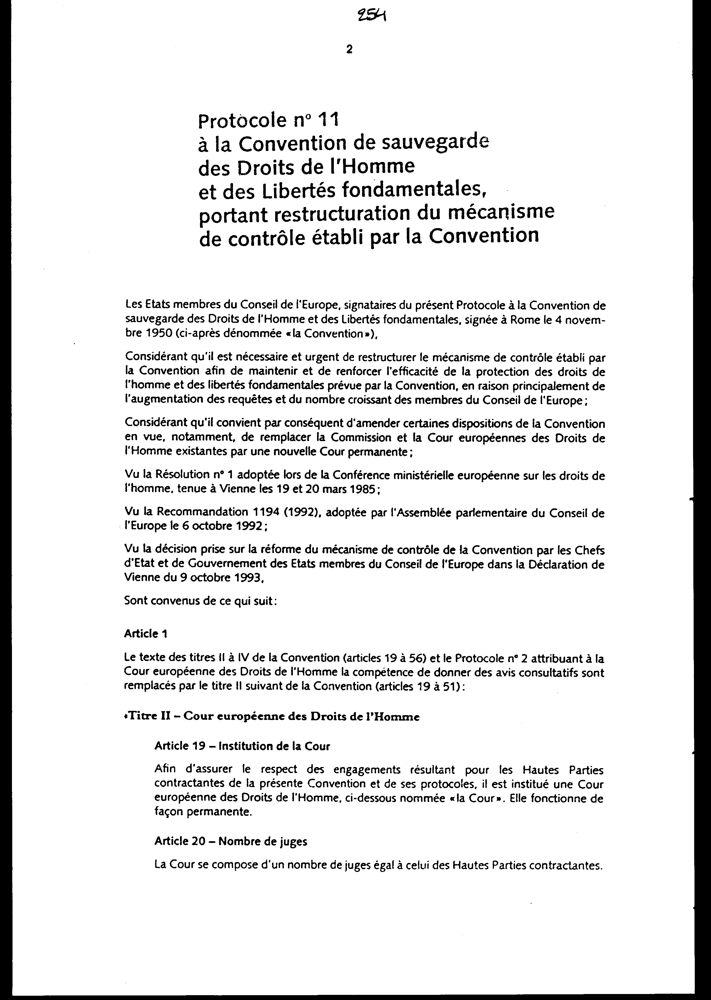 254
2
Protocole n° 11
à la Convention de sauvegarde
des Droits de l'Homme
et des Libertés fondamentales,
portant restructuration du mécanisme
de contrôle établi par la Convention
Les Etats membres du Conseil de l'Europe, signataires du présent Protocole à la Convention de
sauvegarde des Droits de l'Homme et des Libertés fondamentales, signée à Rome le 4 novem-
bre 1950 (ci-après dénommée «la Convention»),
Considérant qu'il est nécessaire et urgent de restructurer le mécanisme de contrôle établi par
la Convention afin de maintenir et de renforcer l'efficacité de la protection des droits de
l'homme et des libertés fondamentales prévue par la Convention, en raison principalement de
l'augmentation des requêtes et du nombre croissant des membres du Conseil de l'Europe;
Considérant qu'il convient par conséquent d'amender certaines dispositions de la Convention
en vue, notamment, de remplacer la Commission et la Cour européennes des Droits de
l'Homme existantes par une nouvelle Cour permanente;
Vu la Résolution n° 1 adoptée lors de la Conférence ministérielle européenne sur les droits de
l'homme, tenue à Vienne les 19 et 20 mars 1985;
Vu la Recommandation 1194 (1992), adoptée par l'Assemblée parlementaire du Conseil de
l'Europe le 6 octobre 1992;
Vu la décision prise sur la réforme du mécanisme de contrôle de la Convention par les Chefs
d'Etat et de Gouvernement des Etats membres du Conseil de l'Europe dans la Déclaration de
Vienne du 9 octobre 1993,
Sont convenus de ce qui suit:
Article 1
Le texte des titres II à IV de la Convention (articles 19 à 56) et le Protocole n° 2 attribuant à la
Cour européenne des Droits de l'Homme la compétence de donner des avis consultatifs sont
remplacés par le titre II suivant de la Convention (articles 19 à 51):
«Titre II – Cour européenne des Droits de l'Homme
Article 19 – Institution de la Cour
Afin d'assurer le respect des engagements résultant pour les Hautes Parties
contractantes de la présente Convention et de ses protocoles, il est institué une Cour
européenne des Droits de l'Homme, ci-dessous nommée «la Cour». Elle fonctionne de
façon permanente.
Article 20 – Nombre de juges
La Cour se compose d'un nombre de juges égal à celui des Hautes Parties contractantes.